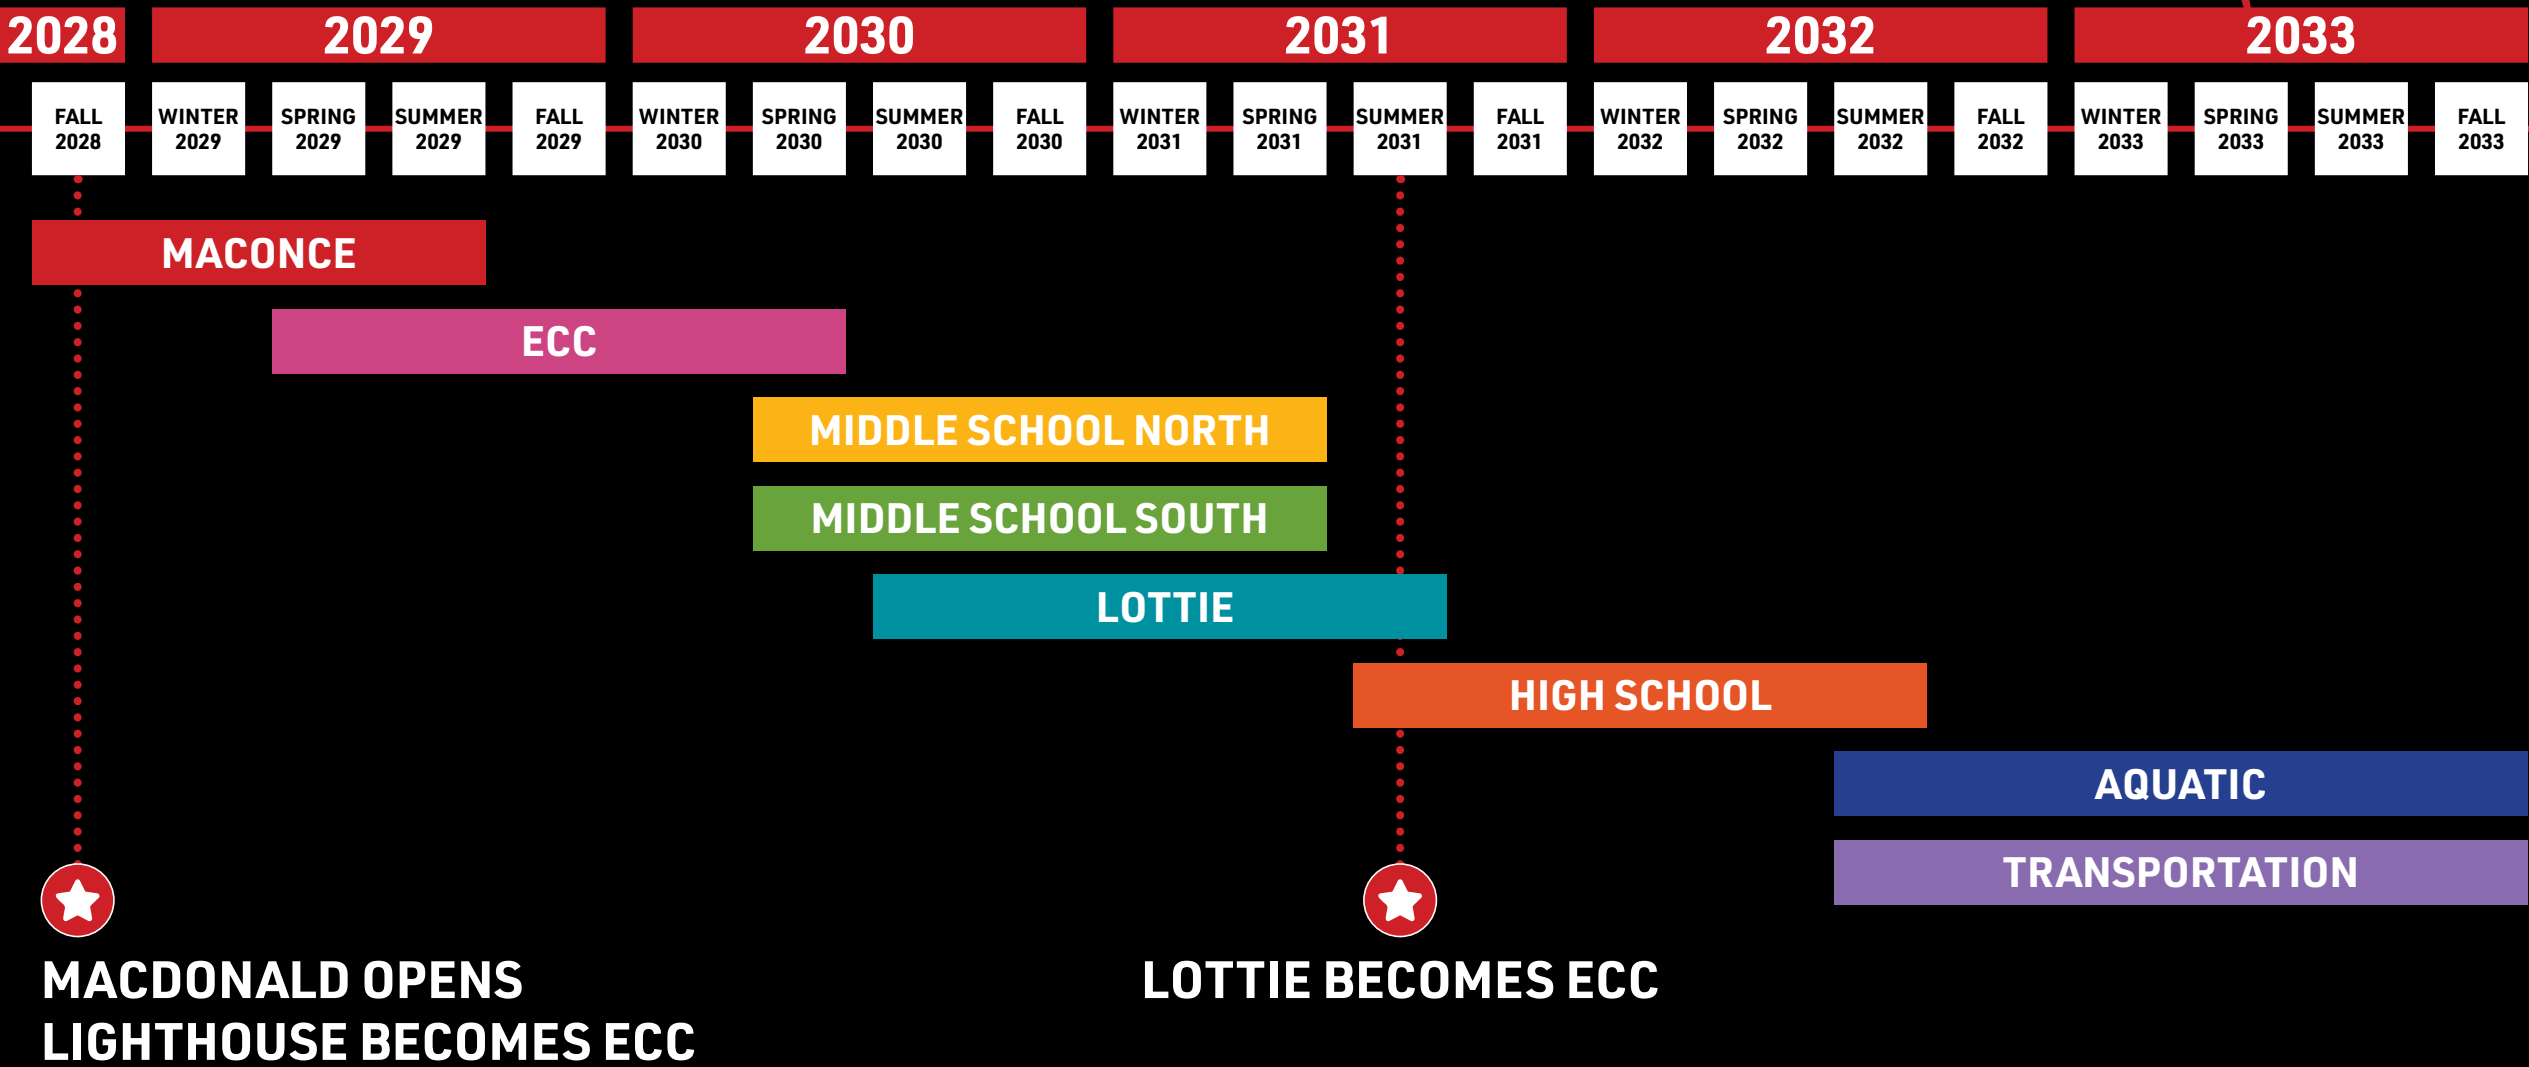 2028
2029
2030
2031
2032
2033
FALL
2028
WINTER
2029
SPRING
2029
SUMMER
2029
FALL
2029
WINTER
2030
SPRING
2030
SUMMER
2030
FALL
2030
WINTER
2031
SPRING
2031
SUMMER
2031
FALL
2031
WINTER
2032
SPRING
2032
SUMMER
2032
FALL
2032
WINTER
2033
SPRING
2033
SUMMER
2033
FALL
2033
MACONCE
ECC
MIDDLE SCHOOL NORTH
MIDDLE SCHOOL SOUTH
LOTTIE
HIGH SCHOOL
AQUATIC
TRANSPORTATION
MACDONALD OPENS
LIGHTHOUSE BECOMES ECC
LOTTIE BECOMES ECC